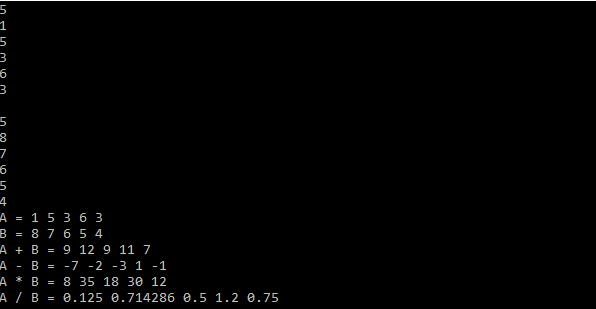 5
1
5
3
6
3

5
8
7
6
5
4
A = 1 5 3 6 3
B = 8 7 6 5 4
A + B = 9 12 9 11 7
A - B = -7 -2 -3 1 -1
A * B = 8 35 18 30 12
A / B = 0.125 0.714286 0.5 1.2 0.75